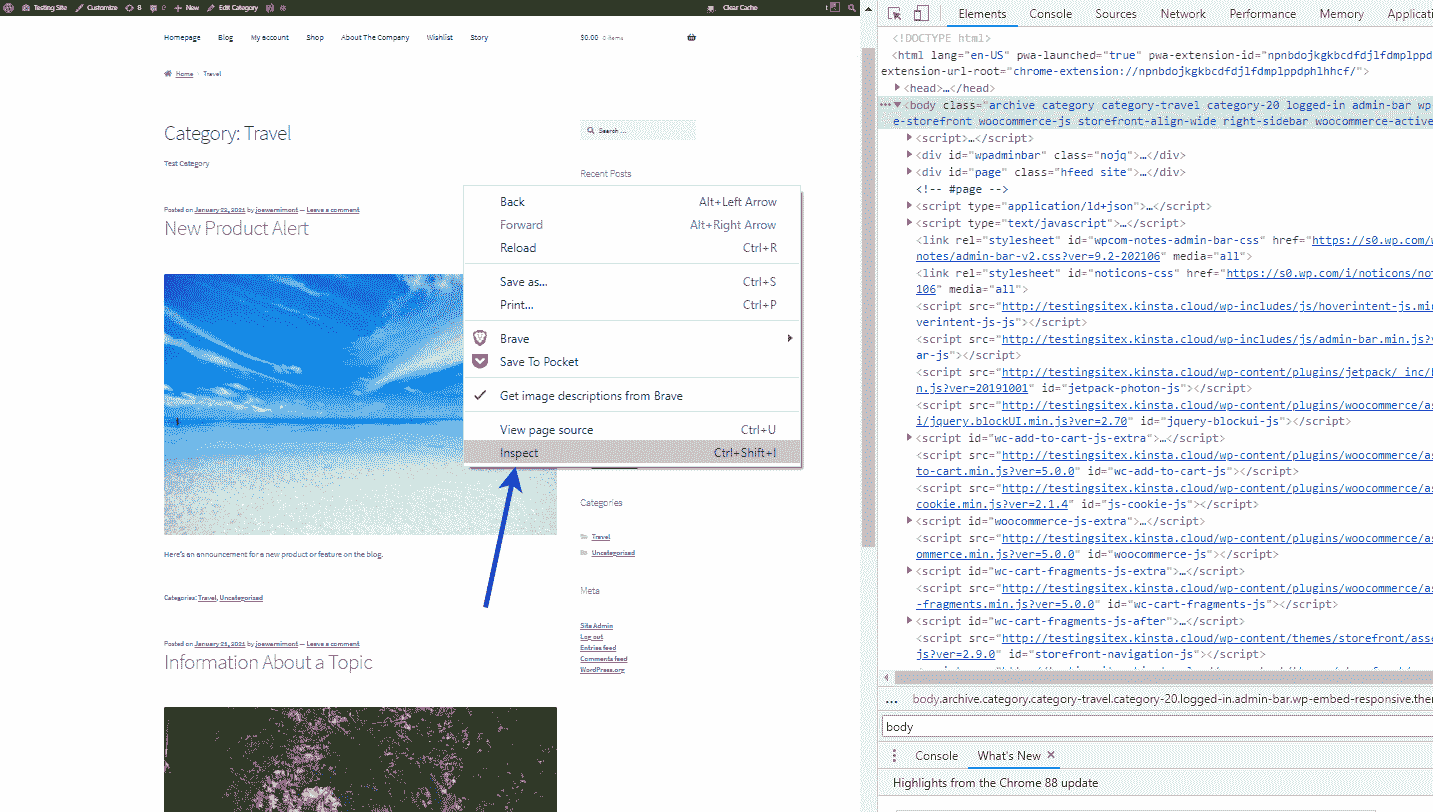 Testing Site Customize 8 0 New Edit Category Clear Cache
Homepage Blog My account Shop About The Company Wishlist Story $0.00 0 items
Home Travel
Category: Travel
Test Category
Posted on January 22, 2021 by joewarnimont — Leave a comment
New Product Alert
Here's an announcement for a new product or feature on the blog.
Categories: Travel, Uncategorized
Posted on January 21, 2021 by joewarnimont — Leave a comment
Information About a Topic
Search …
Recent Posts
Categories
Travel
Uncategorized
Meta
Site Admin
Log out
Entries feed
Comments feed
WordPress.org
Back Alt+Left Arrow
Forward Alt+Right Arrow
Reload Ctrl+R
Save as... Ctrl+S
Print... Ctrl+P
Brave
Save To Pocket
Get image descriptions from Brave
View page source Ctrl+U
Inspect Ctrl+Shift+I
Elements Console Sources Network Performance Memory Applicati
<!DOCTYPE html>
<html lang="en-US" pwa-launched="true" pwa-extension-id="npnbdojkgkbcdfdjlfdmplppd
extension-url-root="chrome-extension://npnbdojkgkbcdfdjlfdmplppdphlhhcf/">
<head>…</head>
<body class="archive category category-travel category-20 logged-in admin-bar wp
e-storefront woocommerce-js storefront-align-wide right-sidebar woocommerce-active
<script>…</script>
<div id="wpadminbar" class="nojq">…</div>
<div id="page" class="hfeed site">…</div>
<!-- #page -->
<script type="application/ld+json">…</script>
<script type="text/javascript">…</script>
<link rel="stylesheet" id="wpcom-notes-admin-bar-css" href="https://s0.wp.com/w
notes/admin-bar-v2.css?ver=9.2-202106" media="all">
<link rel="stylesheet" id="noticons-css" href="https://s0.wp.com/i/noticons/not
106" media="all">
<script src="http://testingsitex.kinsta.cloud/wp-includes/js/hoverintent-js.mi
verintent-js-js"></script>
<script src="http://testingsitex.kinsta.cloud/wp-includes/js/admin-bar.min.js?v
ar-js"></script>
<script src="http://testingsitex.kinsta.cloud/wp-content/plugins/jetpack/_inc/b
n.js?ver=20191001" id="jetpack-photon-js"></script>
<script src="http://testingsitex.kinsta.cloud/wp-content/plugins/woocommerce/as
i/jquery.blockUI.min.js?ver=2.70" id="jquery-blockui-js"></script>
<script id="wc-add-to-cart-js-extra">…</script>
<script src="http://testingsitex.kinsta.cloud/wp-content/plugins/woocommerce/as
to-cart.min.js?ver=5.0.0" id="wc-add-to-cart-js"></script>
<script src="http://testingsitex.kinsta.cloud/wp-content/plugins/woocommerce/as
cookie.min.js?ver=2.1.4" id="js-cookie-js"></script>
<script id="woocommerce-js-extra">…</script>
<script src="http://testingsitex.kinsta.cloud/wp-content/plugins/woocommerce/as
ommerce.min.js?ver=5.0.0" id="woocommerce-js"></script>
<script id="wc-cart-fragments-js-extra">…</script>
<script src="http://testingsitex.kinsta.cloud/wp-content/plugins/woocommerce/as
-fragments.min.js?ver=5.0.0" id="wc-cart-fragments-js"></script>
<script id="wc-cart-fragments-js-after">…</script>
<script src="http://testingsitex.kinsta.cloud/wp-content/themes/storefront/asse
js?ver=2.9.0" id="storefront-navigation-js"></script>
... body.archive.category.category-travel.category-20.logged-in.admin-bar.wp-embed-responsive.them
body
Console What's New
Highlights from the Chrome 88 update